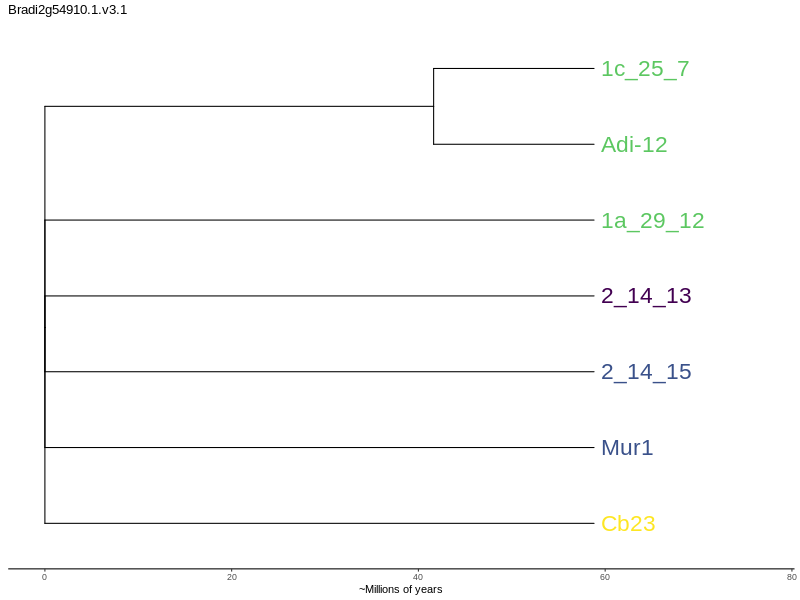 Bradi2g54910.1.v3.1
1c_25_7
Adi-12
1a_29_12
2_14_13
2_14_15
Mur1
Cb23
0 20 40 60 80
~Millions of years